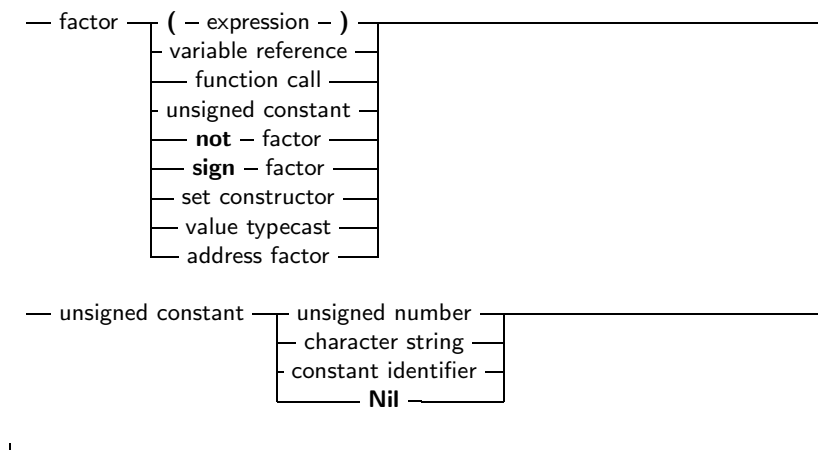 factor ( expression )
variable reference
function call
unsigned constant
not factor
sign factor
set constructor
value typecast
address factor
unsigned constant unsigned number
character string
constant identifier
Nil